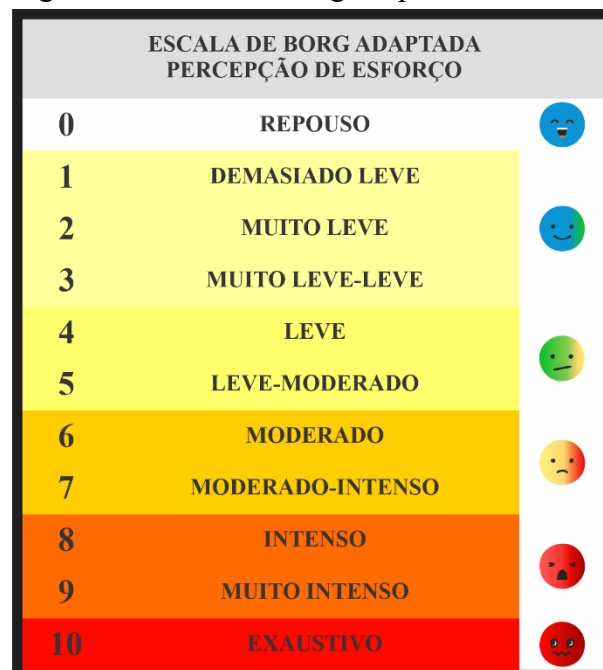 ESCALA DE BORG ADAPTADA
PERCEPÇÃO DE ESFORÇO
0 REPOUSO
1 DEMASIADO LEVE
2 MUITO LEVE
3 MUITO LEVE-LEVE
4 LEVE
5 LEVE-MODERADO
6 MODERADO
7 MODERADO-INTENSO
8 INTENSO
9 MUITO INTENSO
10 EXAUSTIVO